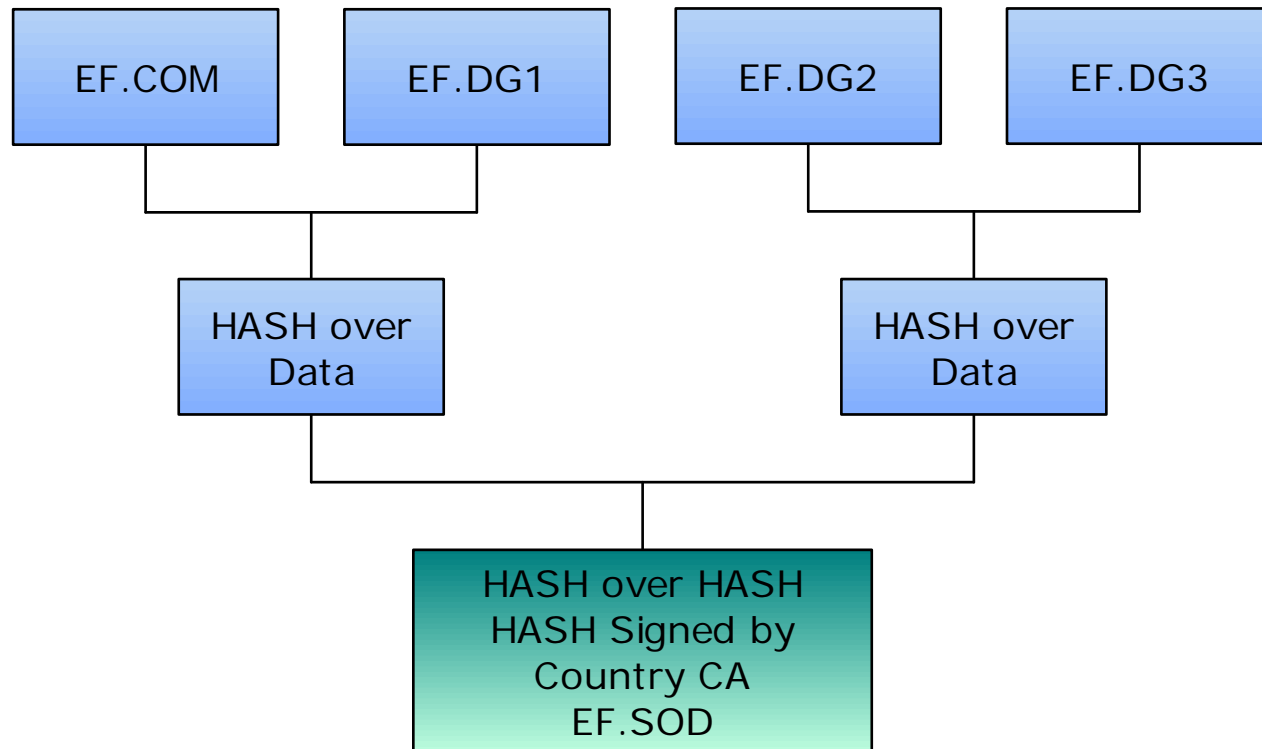 EF.COM
EF.DG1
EF.DG2
EF.DG3
HASH over
Data
HASH over
Data
HASH over HASH
HASH Signed by
Country CA
EF.SOD